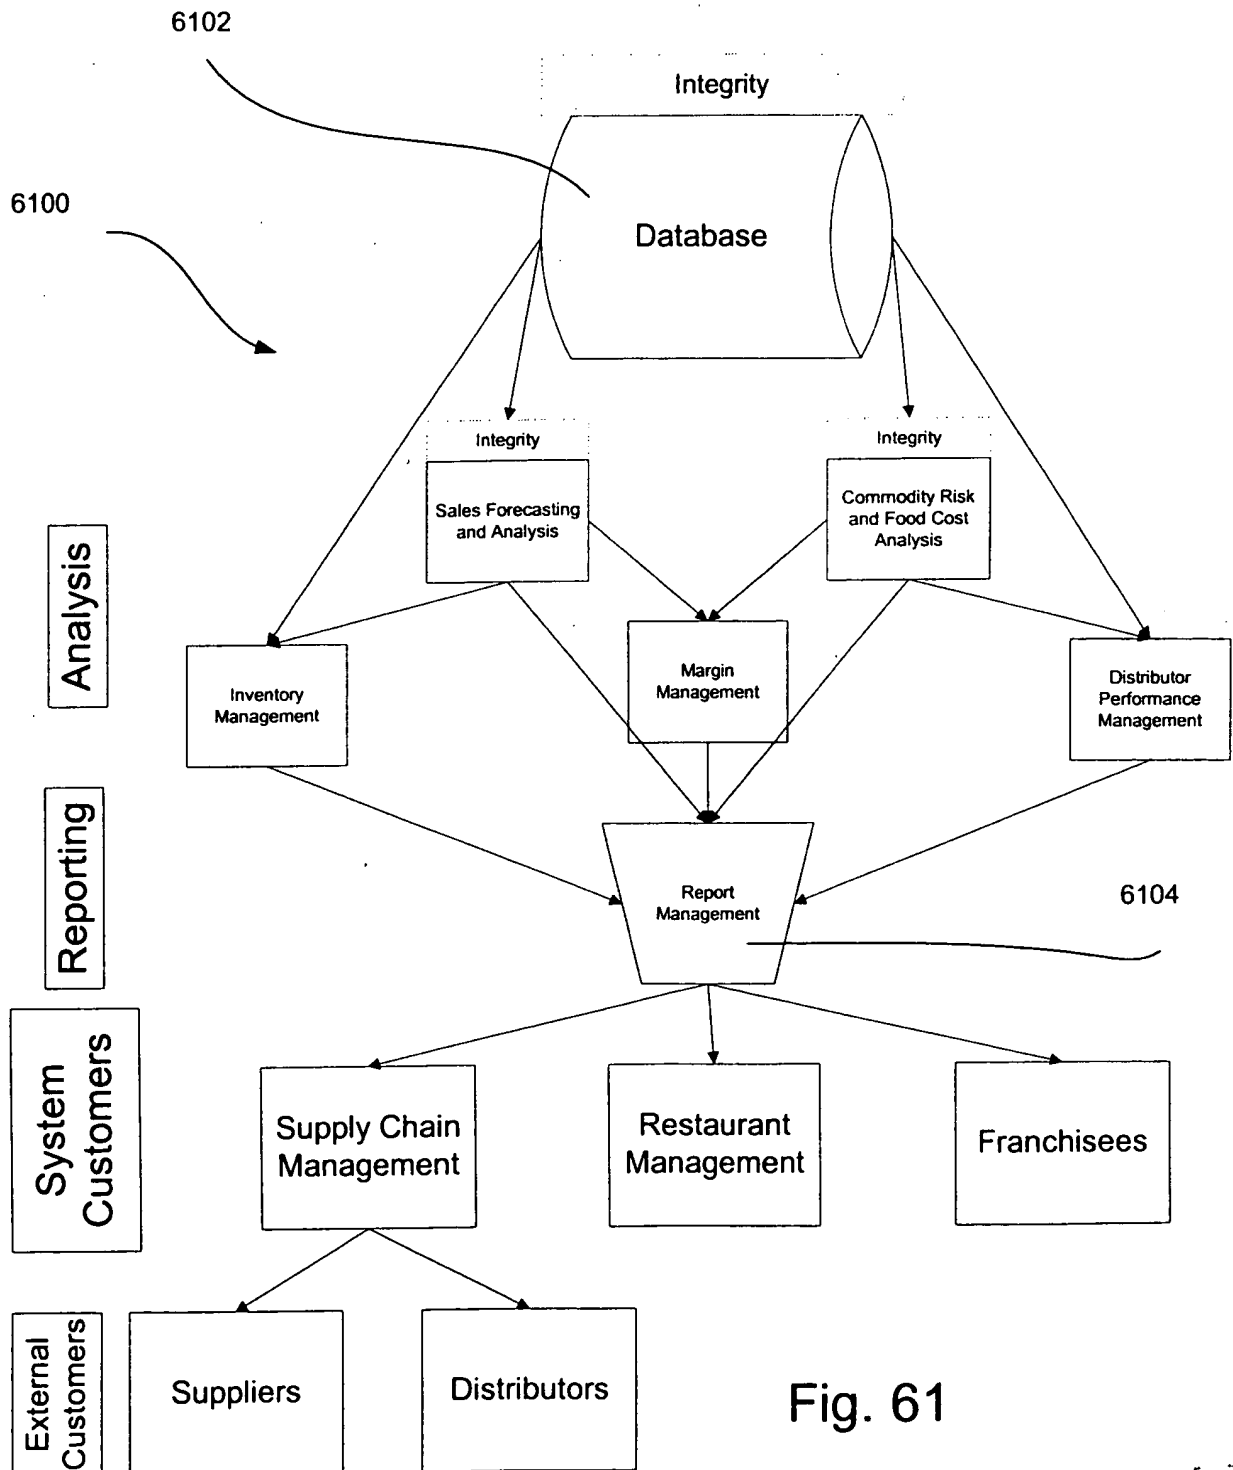 6102
Integrity
6100
Database
Integrity
Integrity
Sales Forecasting
and Analysis
Commodity Risk
and Food Cost
Analysis
Analysis
Inventory
Management
Margin
Management
Distributor
Performance
Management
Reporting
Report
Management
6104
System
Customers
Supply Chain
Management
Restaurant
Management
Franchisees
External
Customers
Suppliers
Distributors
Fig. 61